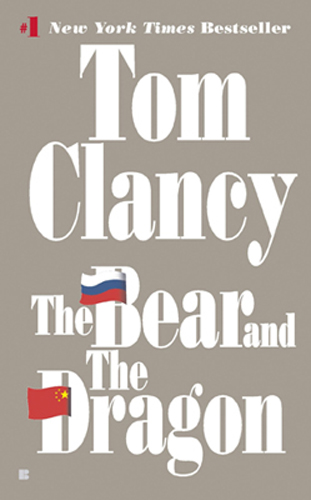 #1 New York Times Bestseller
Tom
Clancy
The Bear and
The
Dragon
B